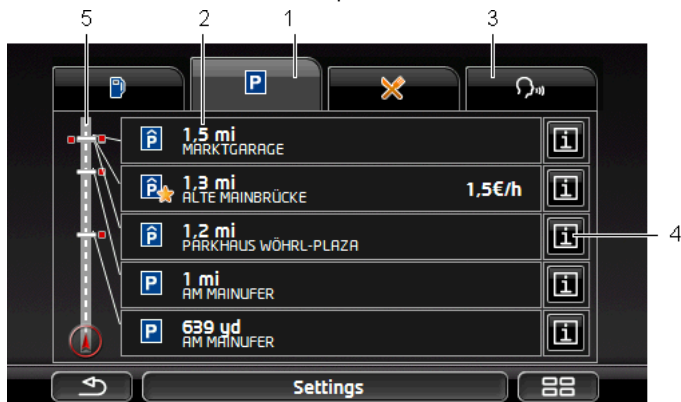 5 2 1 3
P
1,5 mi
MARKTGARAGE
1,3 mi
ALTE MAINBRÜCKE
1,5€/h
1,2 mi
PARKHAUS WÖHRL-PLAZA
4
1 mi
AM MAINUFER
639 yd
AM MAINUFER
Settings